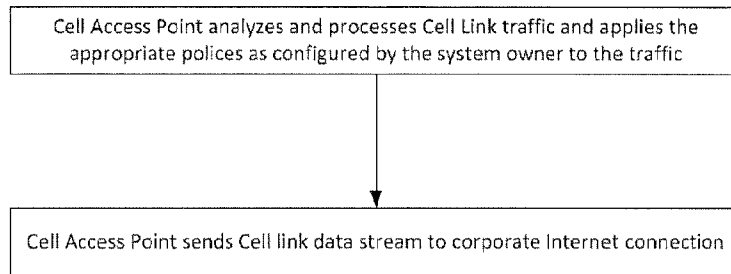 Cell Access Point analyzes and processes Cell Link traffic and applies the
appropriate polices as configured by the system owner to the traffic
Cell Access Point sends Cell link data stream to corporate Internet connection